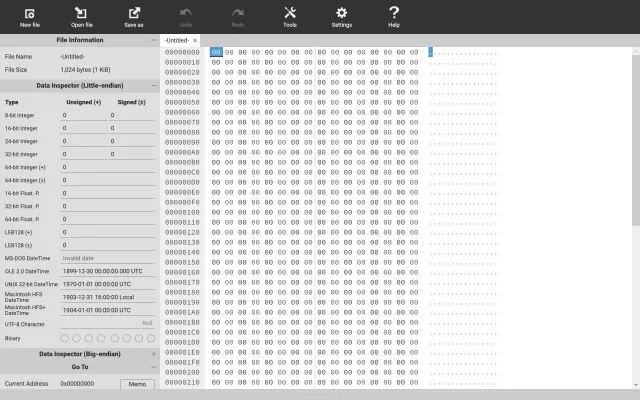 New file Open file Save as Undo Redo Tools Settings Help
File Information
File Name -Untitled-
File Size 1,024 bytes (1 KiB)
Data Inspector (Little-endian)
Type Unsigned (+) Signed (±)
8-bit Integer 0 0
16-bit Integer 0 0
24-bit Integer 0 0
32-bit Integer 0 0
64-bit Integer (+) 0
64-bit Integer (±) 0
16-bit Float. P. 0
32-bit Float. P. 0
64-bit Float. P. 0
LEB128 (+) 0
LEB128 (±) 0
MS-DOS DateTime Invalid date
OLE 2.0 DateTime 1899-12-30 00:00:00.000 UTC
UNIX 32-bit DateTime 1970-01-01 00:00:00 UTC
Macintosh HFS DateTime 1903-12-31 16:00:00 Local
Macintosh HFS+ DateTime 1904-01-01 00:00:00 UTC
UTF-8 Character Null
Binary
Data Inspector (Big-endian)
Go To
Current Address 0x00000000 Memo
-Untitled- ×
00000000 00 00 00 00 00 00 00 00 00 00 00 00 00 00 00 00 ................
00000010 00 00 00 00 00 00 00 00 00 00 00 00 00 00 00 00 ................
00000020 00 00 00 00 00 00 00 00 00 00 00 00 00 00 00 00 ................
00000030 00 00 00 00 00 00 00 00 00 00 00 00 00 00 00 00 ................
00000040 00 00 00 00 00 00 00 00 00 00 00 00 00 00 00 00 ................
00000050 00 00 00 00 00 00 00 00 00 00 00 00 00 00 00 00 ................
00000060 00 00 00 00 00 00 00 00 00 00 00 00 00 00 00 00 ................
00000070 00 00 00 00 00 00 00 00 00 00 00 00 00 00 00 00 ................
00000080 00 00 00 00 00 00 00 00 00 00 00 00 00 00 00 00 ................
00000090 00 00 00 00 00 00 00 00 00 00 00 00 00 00 00 00 ................
000000A0 00 00 00 00 00 00 00 00 00 00 00 00 00 00 00 00 ................
000000B0 00 00 00 00 00 00 00 00 00 00 00 00 00 00 00 00 ................
000000C0 00 00 00 00 00 00 00 00 00 00 00 00 00 00 00 00 ................
000000D0 00 00 00 00 00 00 00 00 00 00 00 00 00 00 00 00 ................
000000E0 00 00 00 00 00 00 00 00 00 00 00 00 00 00 00 00 ................
000000F0 00 00 00 00 00 00 00 00 00 00 00 00 00 00 00 00 ................
00000100 00 00 00 00 00 00 00 00 00 00 00 00 00 00 00 00 ................
00000110 00 00 00 00 00 00 00 00 00 00 00 00 00 00 00 00 ................
00000120 00 00 00 00 00 00 00 00 00 00 00 00 00 00 00 00 ................
00000130 00 00 00 00 00 00 00 00 00 00 00 00 00 00 00 00 ................
00000140 00 00 00 00 00 00 00 00 00 00 00 00 00 00 00 00 ................
00000150 00 00 00 00 00 00 00 00 00 00 00 00 00 00 00 00 ................
00000160 00 00 00 00 00 00 00 00 00 00 00 00 00 00 00 00 ................
00000170 00 00 00 00 00 00 00 00 00 00 00 00 00 00 00 00 ................
00000180 00 00 00 00 00 00 00 00 00 00 00 00 00 00 00 00 ................
00000190 00 00 00 00 00 00 00 00 00 00 00 00 00 00 00 00 ................
000001A0 00 00 00 00 00 00 00 00 00 00 00 00 00 00 00 00 ................
000001B0 00 00 00 00 00 00 00 00 00 00 00 00 00 00 00 00 ................
000001C0 00 00 00 00 00 00 00 00 00 00 00 00 00 00 00 00 ................
000001D0 00 00 00 00 00 00 00 00 00 00 00 00 00 00 00 00 ................
000001E0 00 00 00 00 00 00 00 00 00 00 00 00 00 00 00 00 ................
000001F0 00 00 00 00 00 00 00 00 00 00 00 00 00 00 00 00 ................
00000200 00 00 00 00 00 00 00 00 00 00 00 00 00 00 00 00 ................
00000210 00 00 00 00 00 00 00 00 00 00 00 00 00 00 00 00 ................